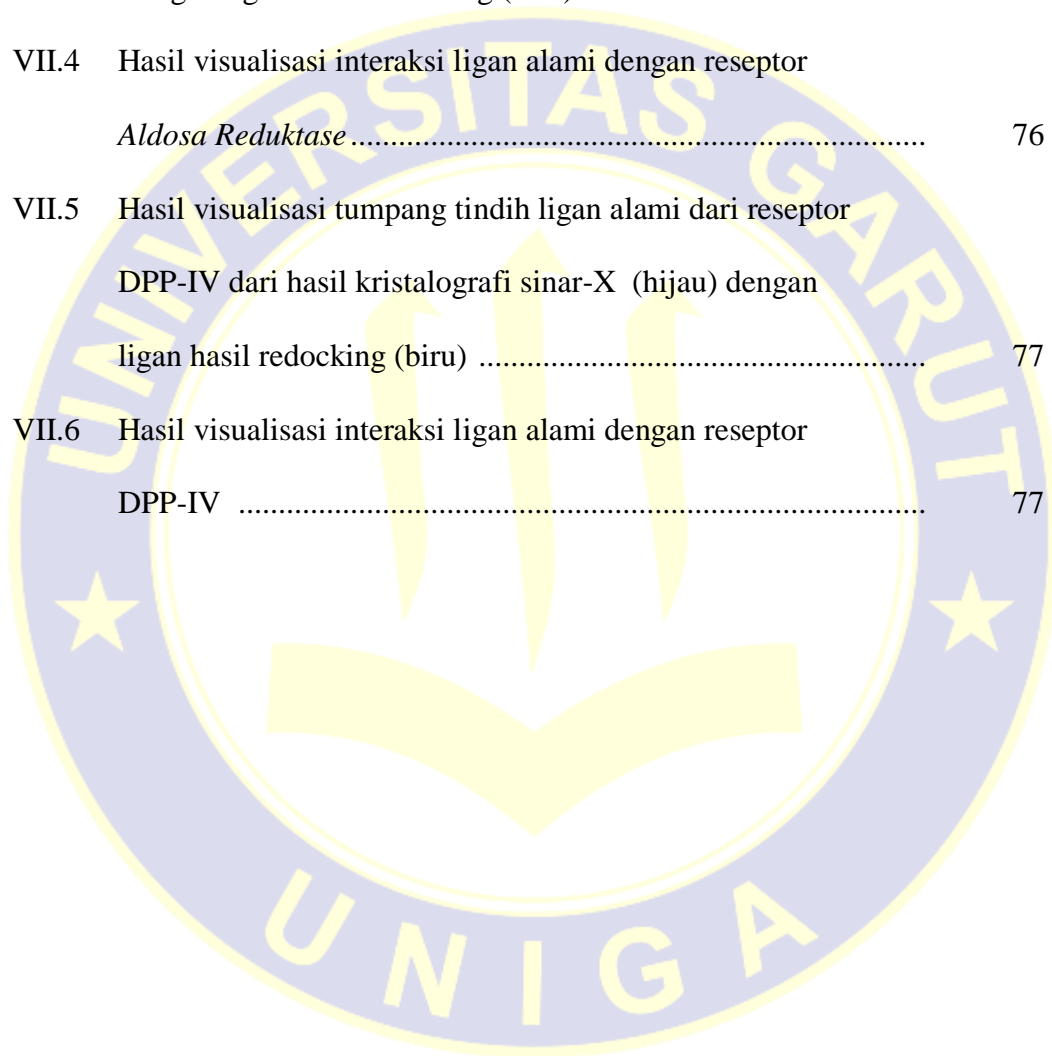 VII.4 Hasil visualisasi interaksi ligan alami dengan reseptor
Aldosa Reduktase ....................................................................... 76
VII.5 Hasil visualisasi tumpang tindih ligan alami dari reseptor
DPP-IV dari hasil kristalografi sinar-X (hijau) dengan
ligan hasil redocking (biru) ....................................................... 77
VII.6 Hasil visualisasi interaksi ligan alami dengan reseptor
DPP-IV ..................................................................................... 77
UNIVERSITAS GARUT
UNIGA